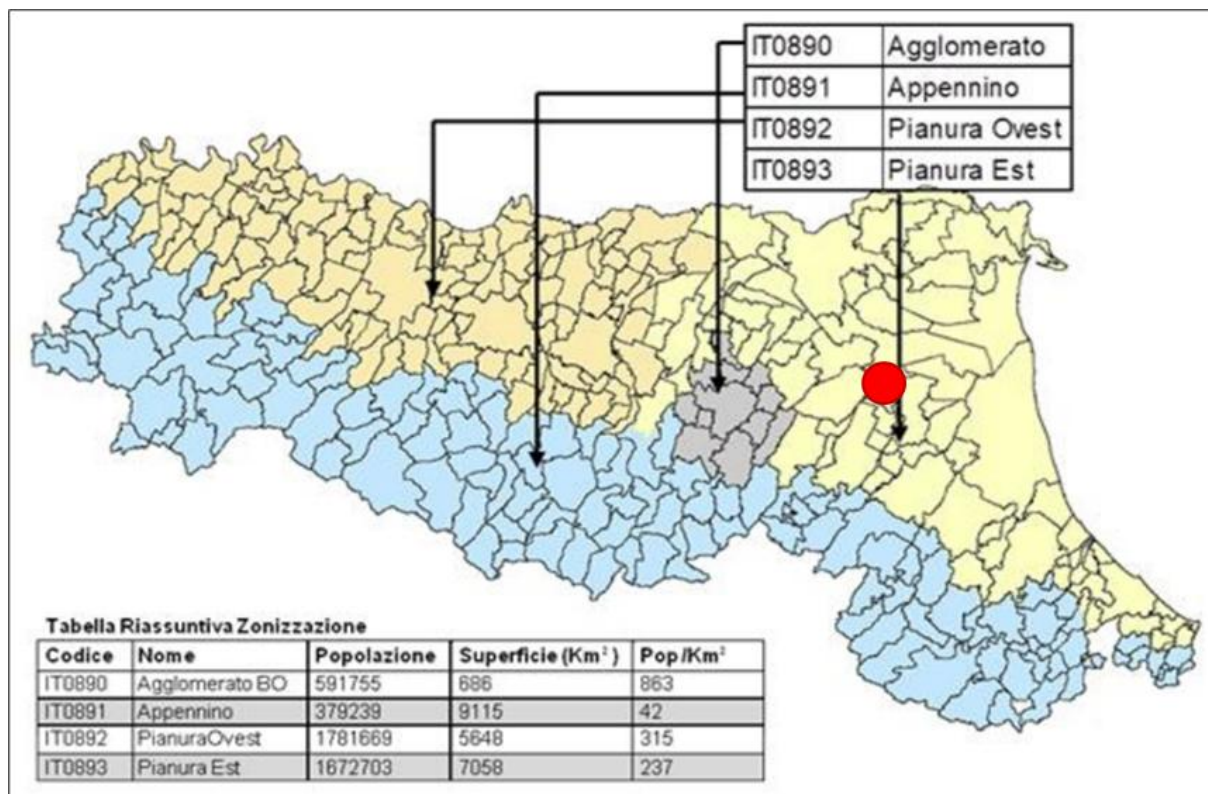 IT0890 Agglomerato
IT0891 Appennino
IT0892 Pianura Ovest
IT0893 Pianura Est
Tabella Riassuntiva Zonizzazione
Codice Nome Popolazione Superficie (Km²) Pop/Km²
IT0890 Agglomerato BO 591755 686 863
IT0891 Appennino 379239 9115 42
IT0892 PianuraOvest 1781669 5648 315
IT0893 Pianura Est 1672703 7058 237